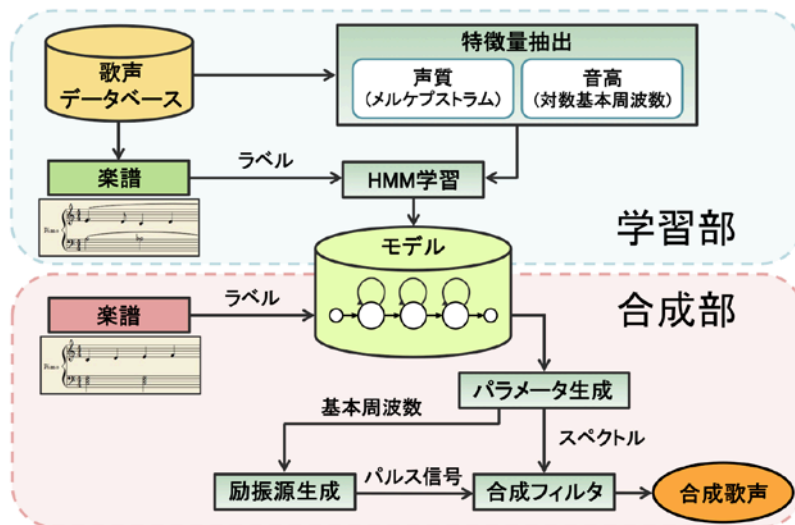 特徴量抽出
歌声
データベース
声質
(メルケプストラム)
音高
(対数基本周波数)
楽譜
ラベル
HMM学習
Piano
学習部
モデル
楽譜
ラベル
Piano
合成部
パラメータ生成
基本周波数
スペクトル
励振源生成
パルス信号
合成フィルタ
合成歌声